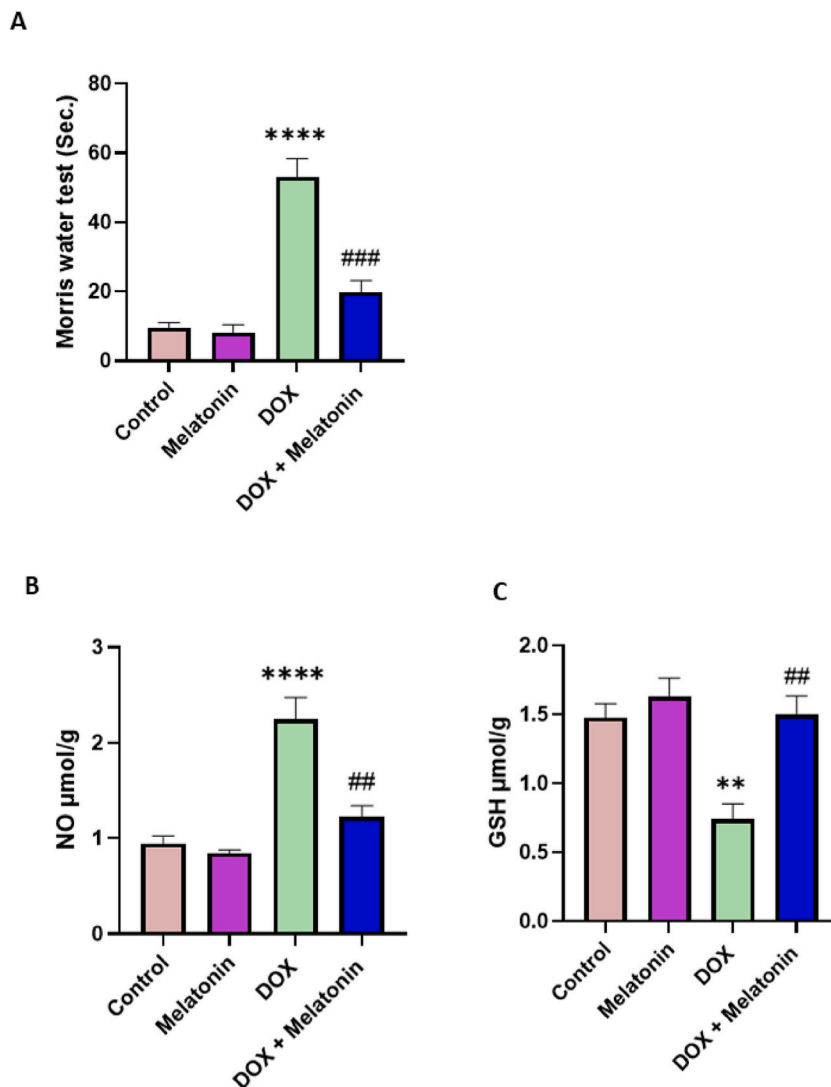 A
Morris water test (Sec.)
80
60
40
20
0
****
###
Control
Melatonin
DOX
DOX + Melatonin
B
NO µmol/g
3
2
1
0
****
##
Control
Melatonin
DOX
DOX + Melatonin
C
GSH µmol/g
2.0
1.5
1.0
0.5
0.0
**
##
Control
Melatonin
DOX
DOX + Melatonin